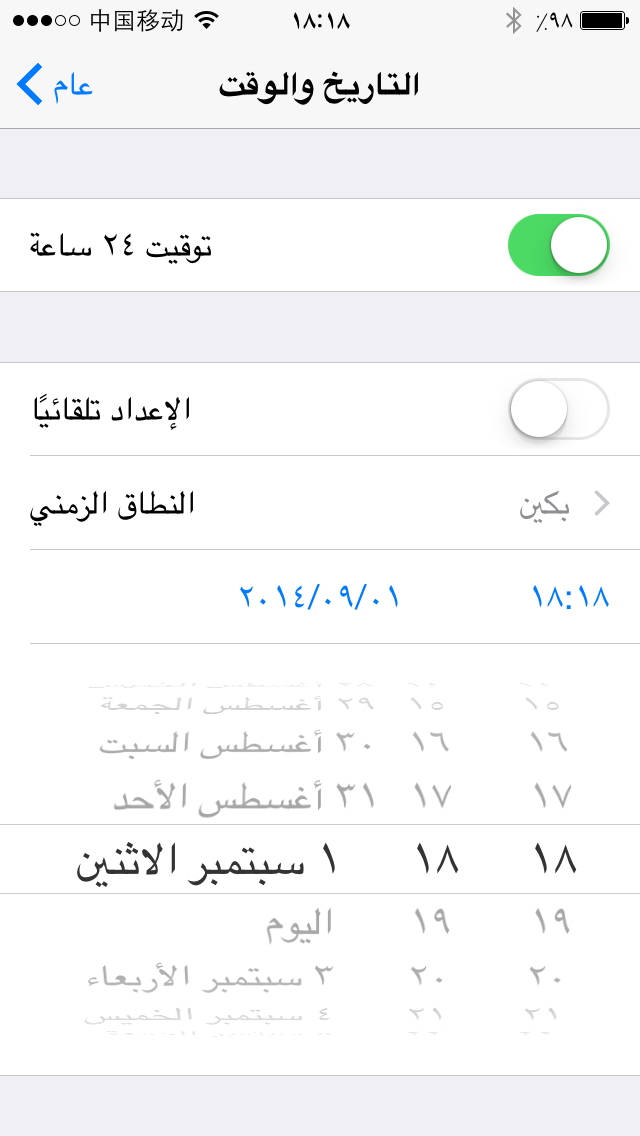 中国移动 ١٨:١٨ ٪٩٨
عام التاريخ والوقت
توقيت ٢٤ ساعة
الإعداد تلقائيًا
النطاق الزمني بكين
٢٠١٤/٠٩/٠١ ١٨:١٨
٢٩ أغسطس الجمعة ١٥ ١٥
٣٠ أغسطس السبت ١٦ ١٦
٣١ أغسطس الأحد ١٧ ١٧
١ سبتمبر الاثنين ١٨ ١٨
اليوم ١٩ ١٩
٣ سبتمبر الأربعاء ٢٠ ٢٠
٤ سبتمبر الخميس ٢١ ٢١